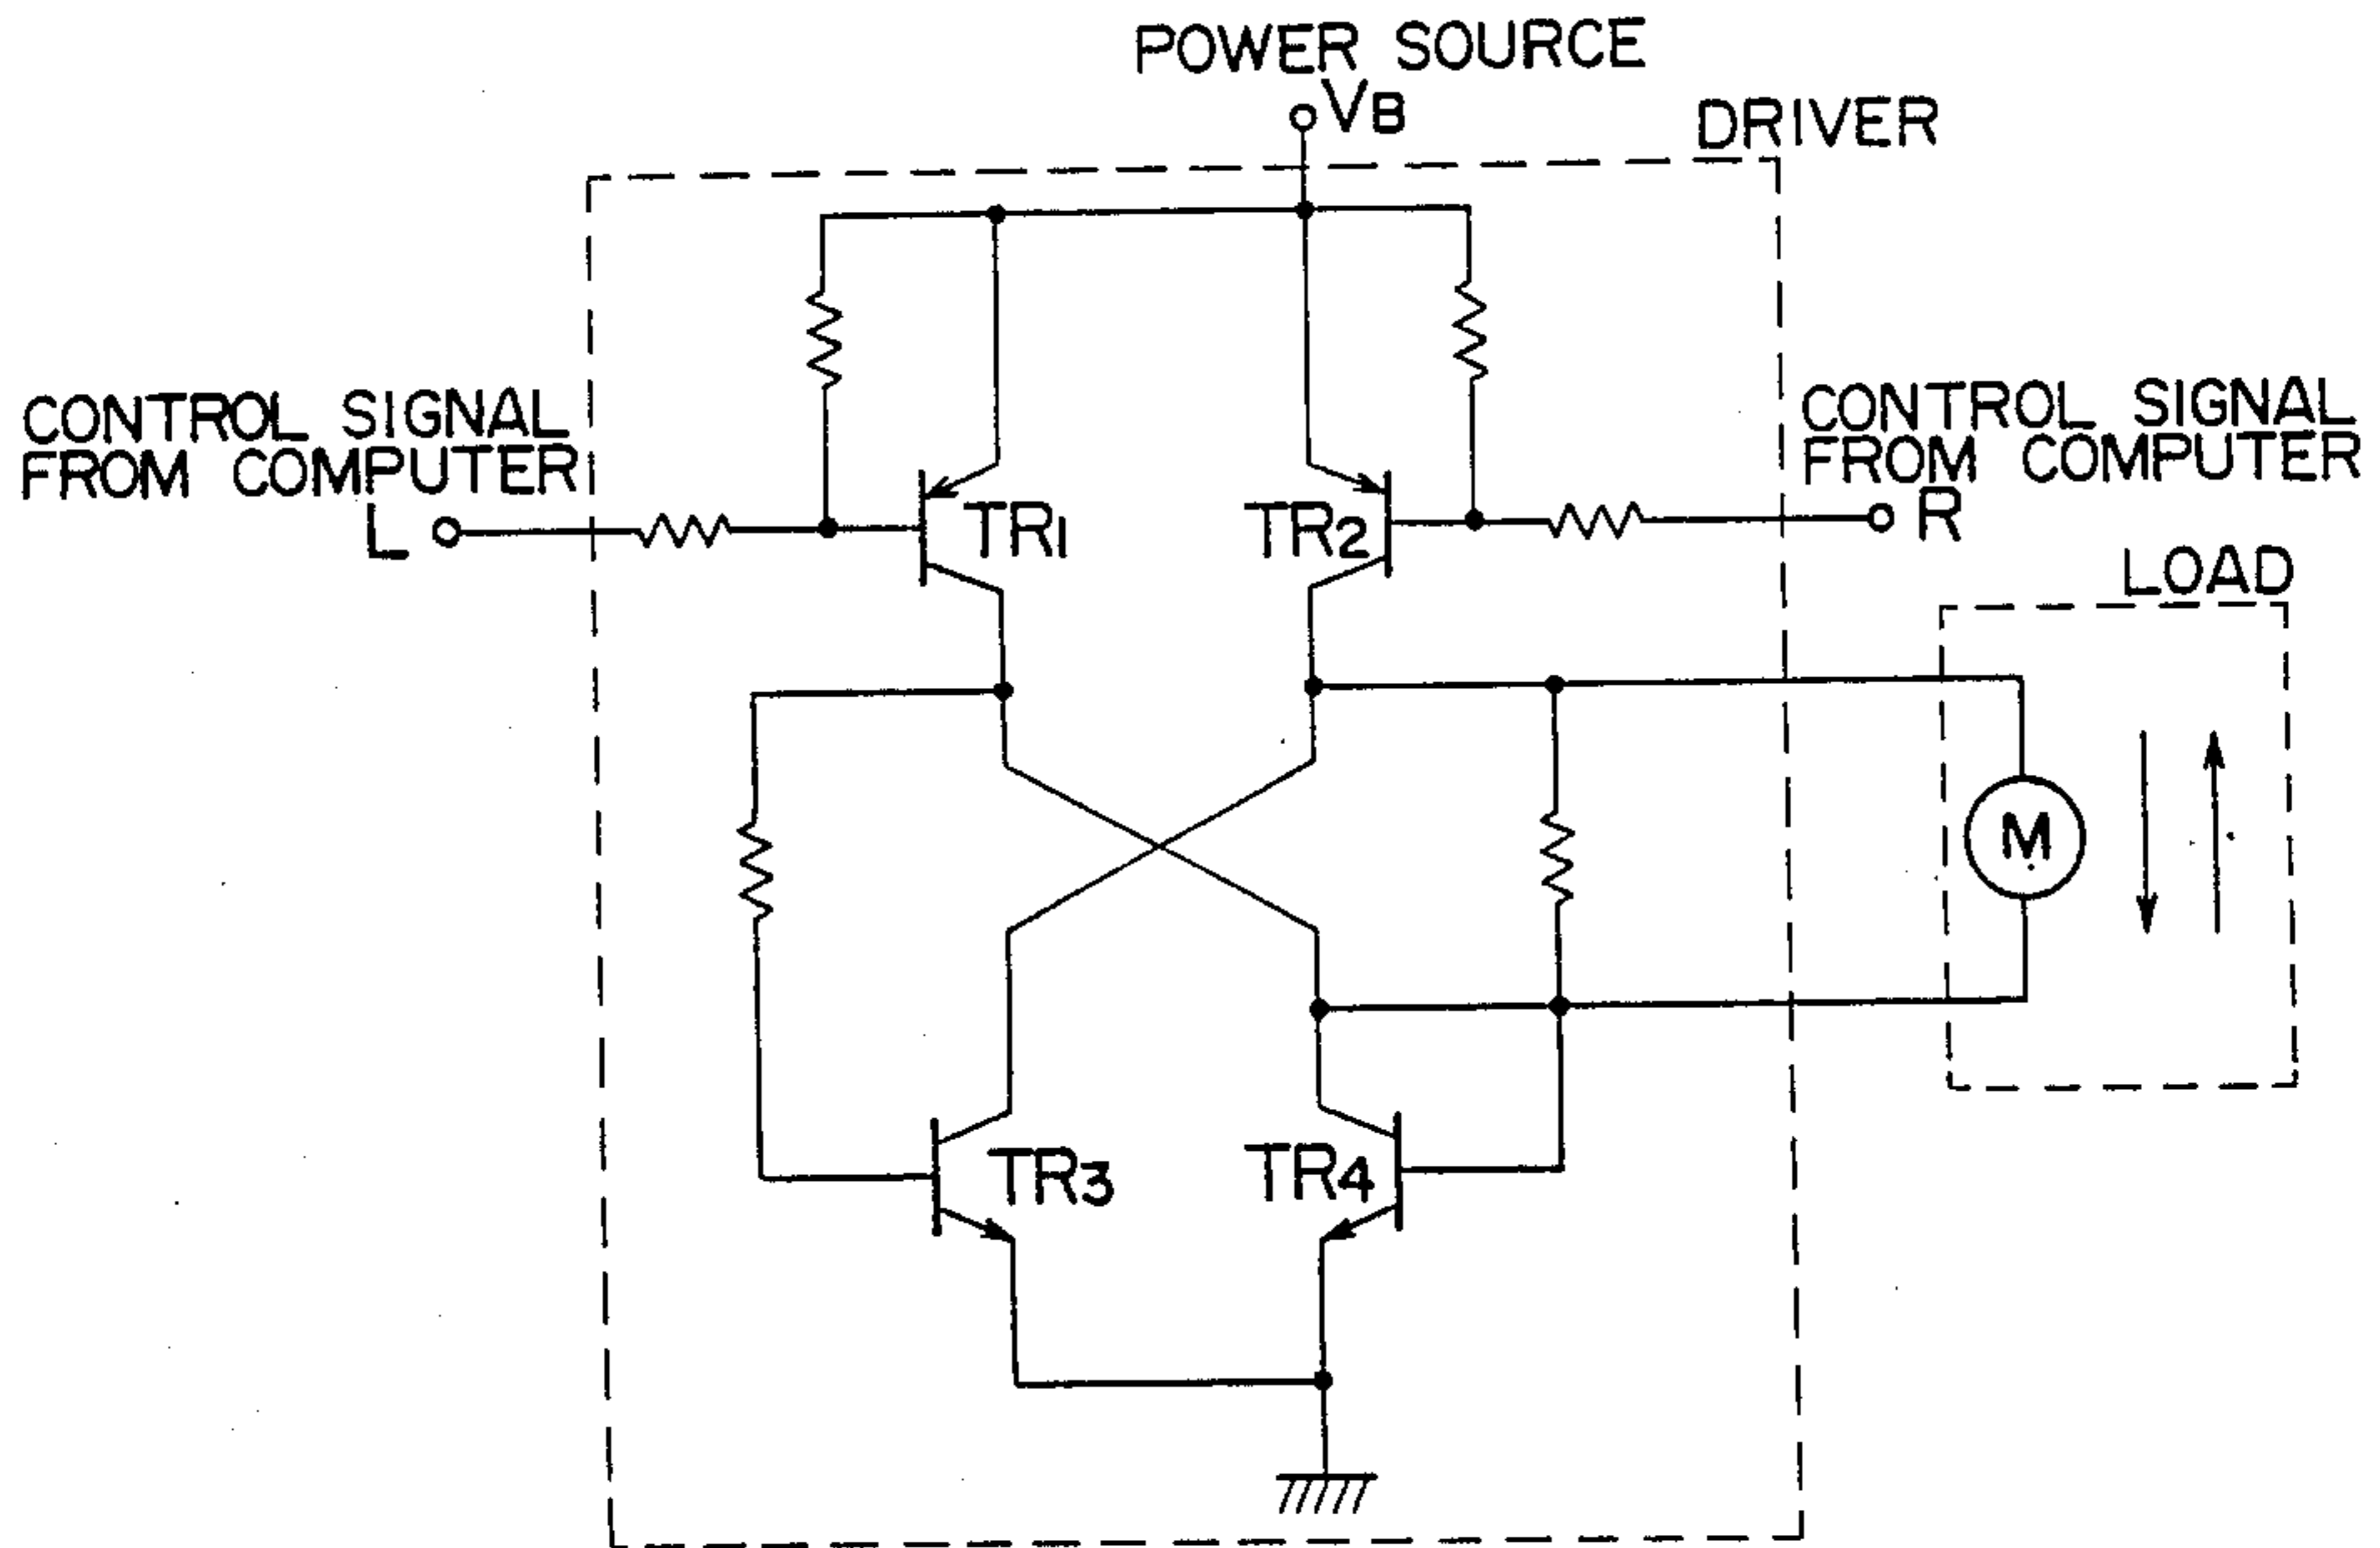 POWER SOURCE
VB
DRIVER
CONTROL SIGNAL
FROM COMPUTER
L
TR1
TR2
CONTROL SIGNAL
FROM COMPUTER
R
LOAD
M
TR3
TR4